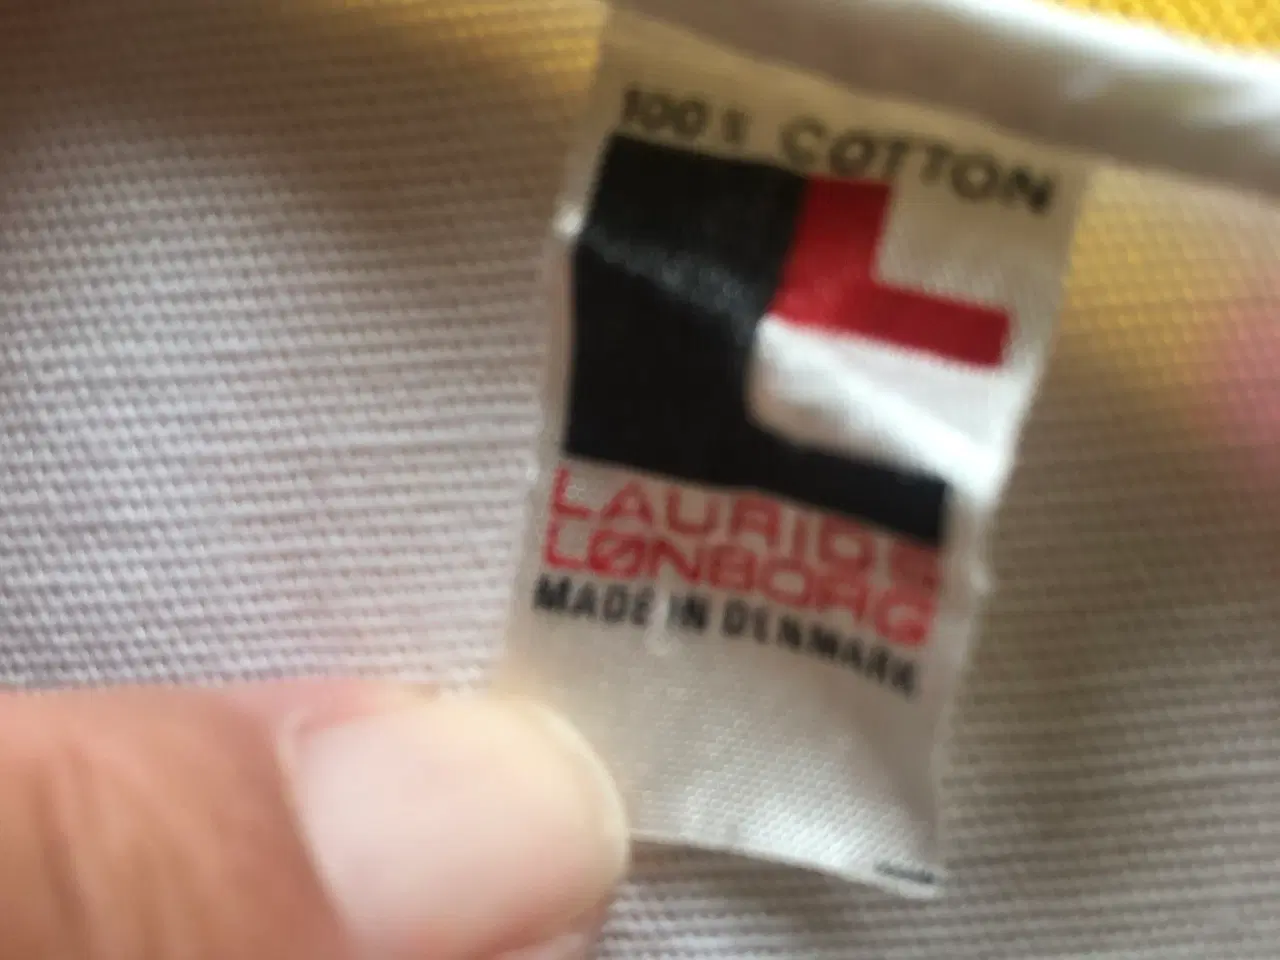 100% COTTON
LAURIDS
LØNBORG
MADE IN DENMARK